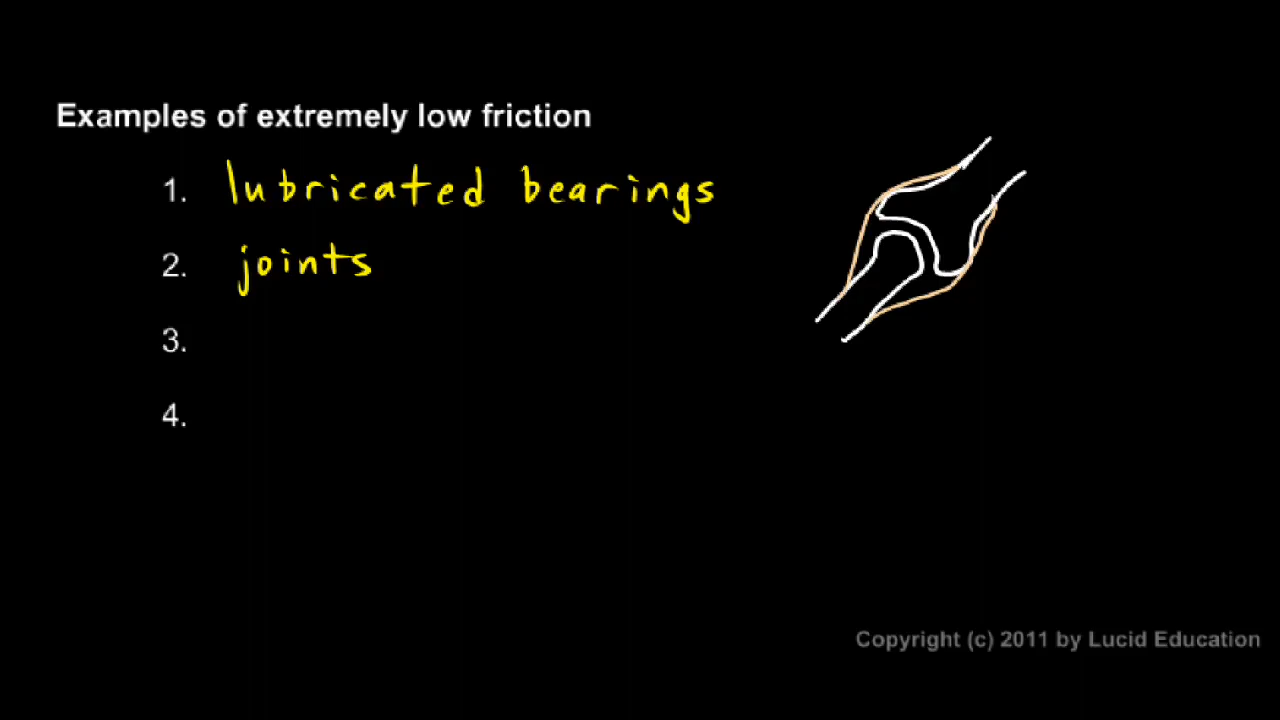 Examples of extremely low friction
1. lubricated bearings
2. joints
3.
4.
Copyright (c) 2011 by Lucid Education